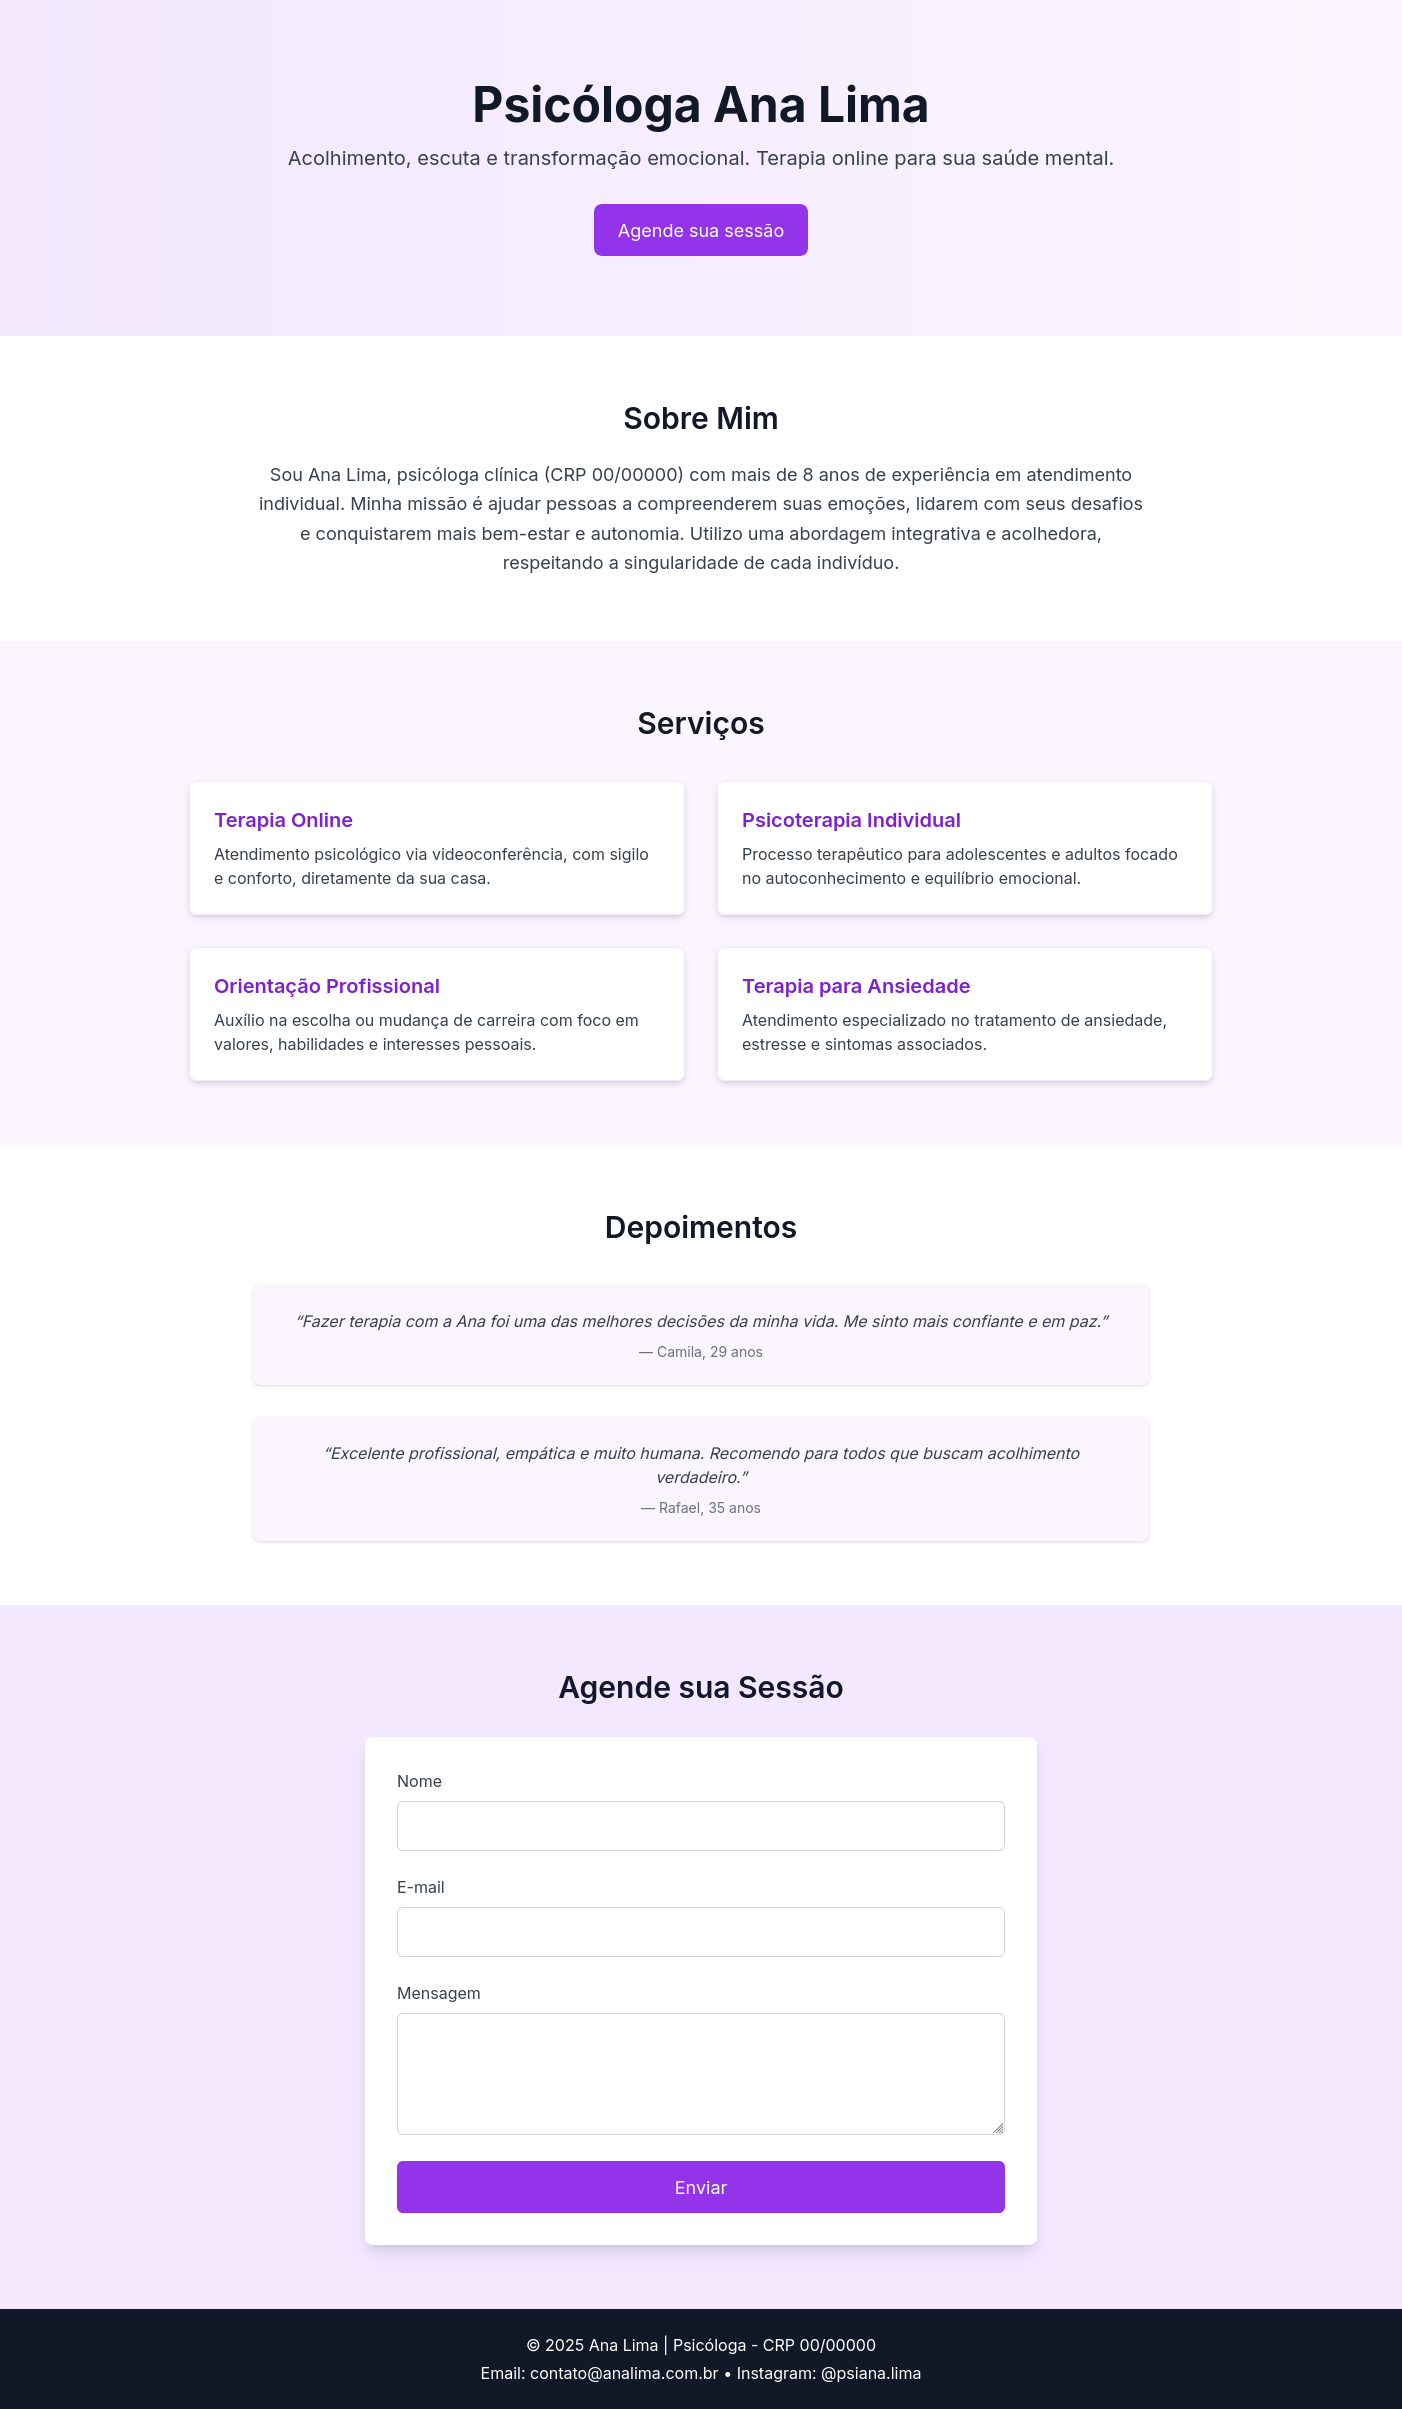 Psicóloga Ana Lima
Acolhimento, escuta e transformação emocional. Terapia online para sua saúde mental.
Agende sua sessão
Sobre Mim
Sou Ana Lima, psicóloga clínica (CRP 00/00000) com mais de 8 anos de experiência em atendimento
individual. Minha missão é ajudar pessoas a compreenderem suas emoções, lidarem com seus desafios
e conquistarem mais bem-estar e autonomia. Utilizo uma abordagem integrativa e acolhedora,
respeitando a singularidade de cada indivíduo.
Serviços
Terapia Online
Atendimento psicológico via videoconferência, com sigilo
e conforto, diretamente da sua casa.
Psicoterapia Individual
Processo terapêutico para adolescentes e adultos focado
no autoconhecimento e equilíbrio emocional.
Orientação Profissional
Auxílio na escolha ou mudança de carreira com foco em
valores, habilidades e interesses pessoais.
Terapia para Ansiedade
Atendimento especializado no tratamento de ansiedade,
estresse e sintomas associados.
Depoimentos
“Fazer terapia com a Ana foi uma das melhores decisões da minha vida. Me sinto mais confiante e em paz.”
— Camila, 29 anos
“Excelente profissional, empática e muito humana. Recomendo para todos que buscam acolhimento
verdadeiro.”
— Rafael, 35 anos
Agende sua Sessão
Nome
E-mail
Mensagem
Enviar
© 2025 Ana Lima | Psicóloga - CRP 00/00000
Email: contato@analima.com.br • Instagram: @psiana.lima